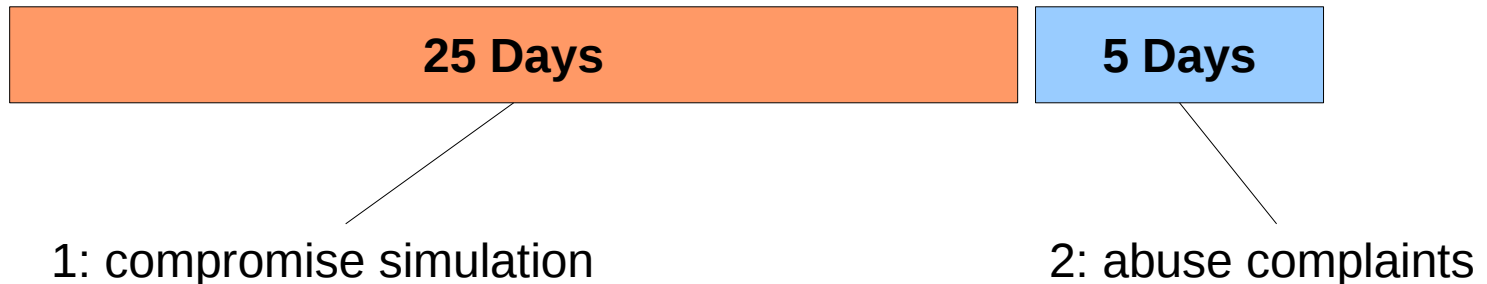 25 Days
5 Days
1: compromise simulation
2: abuse complaints